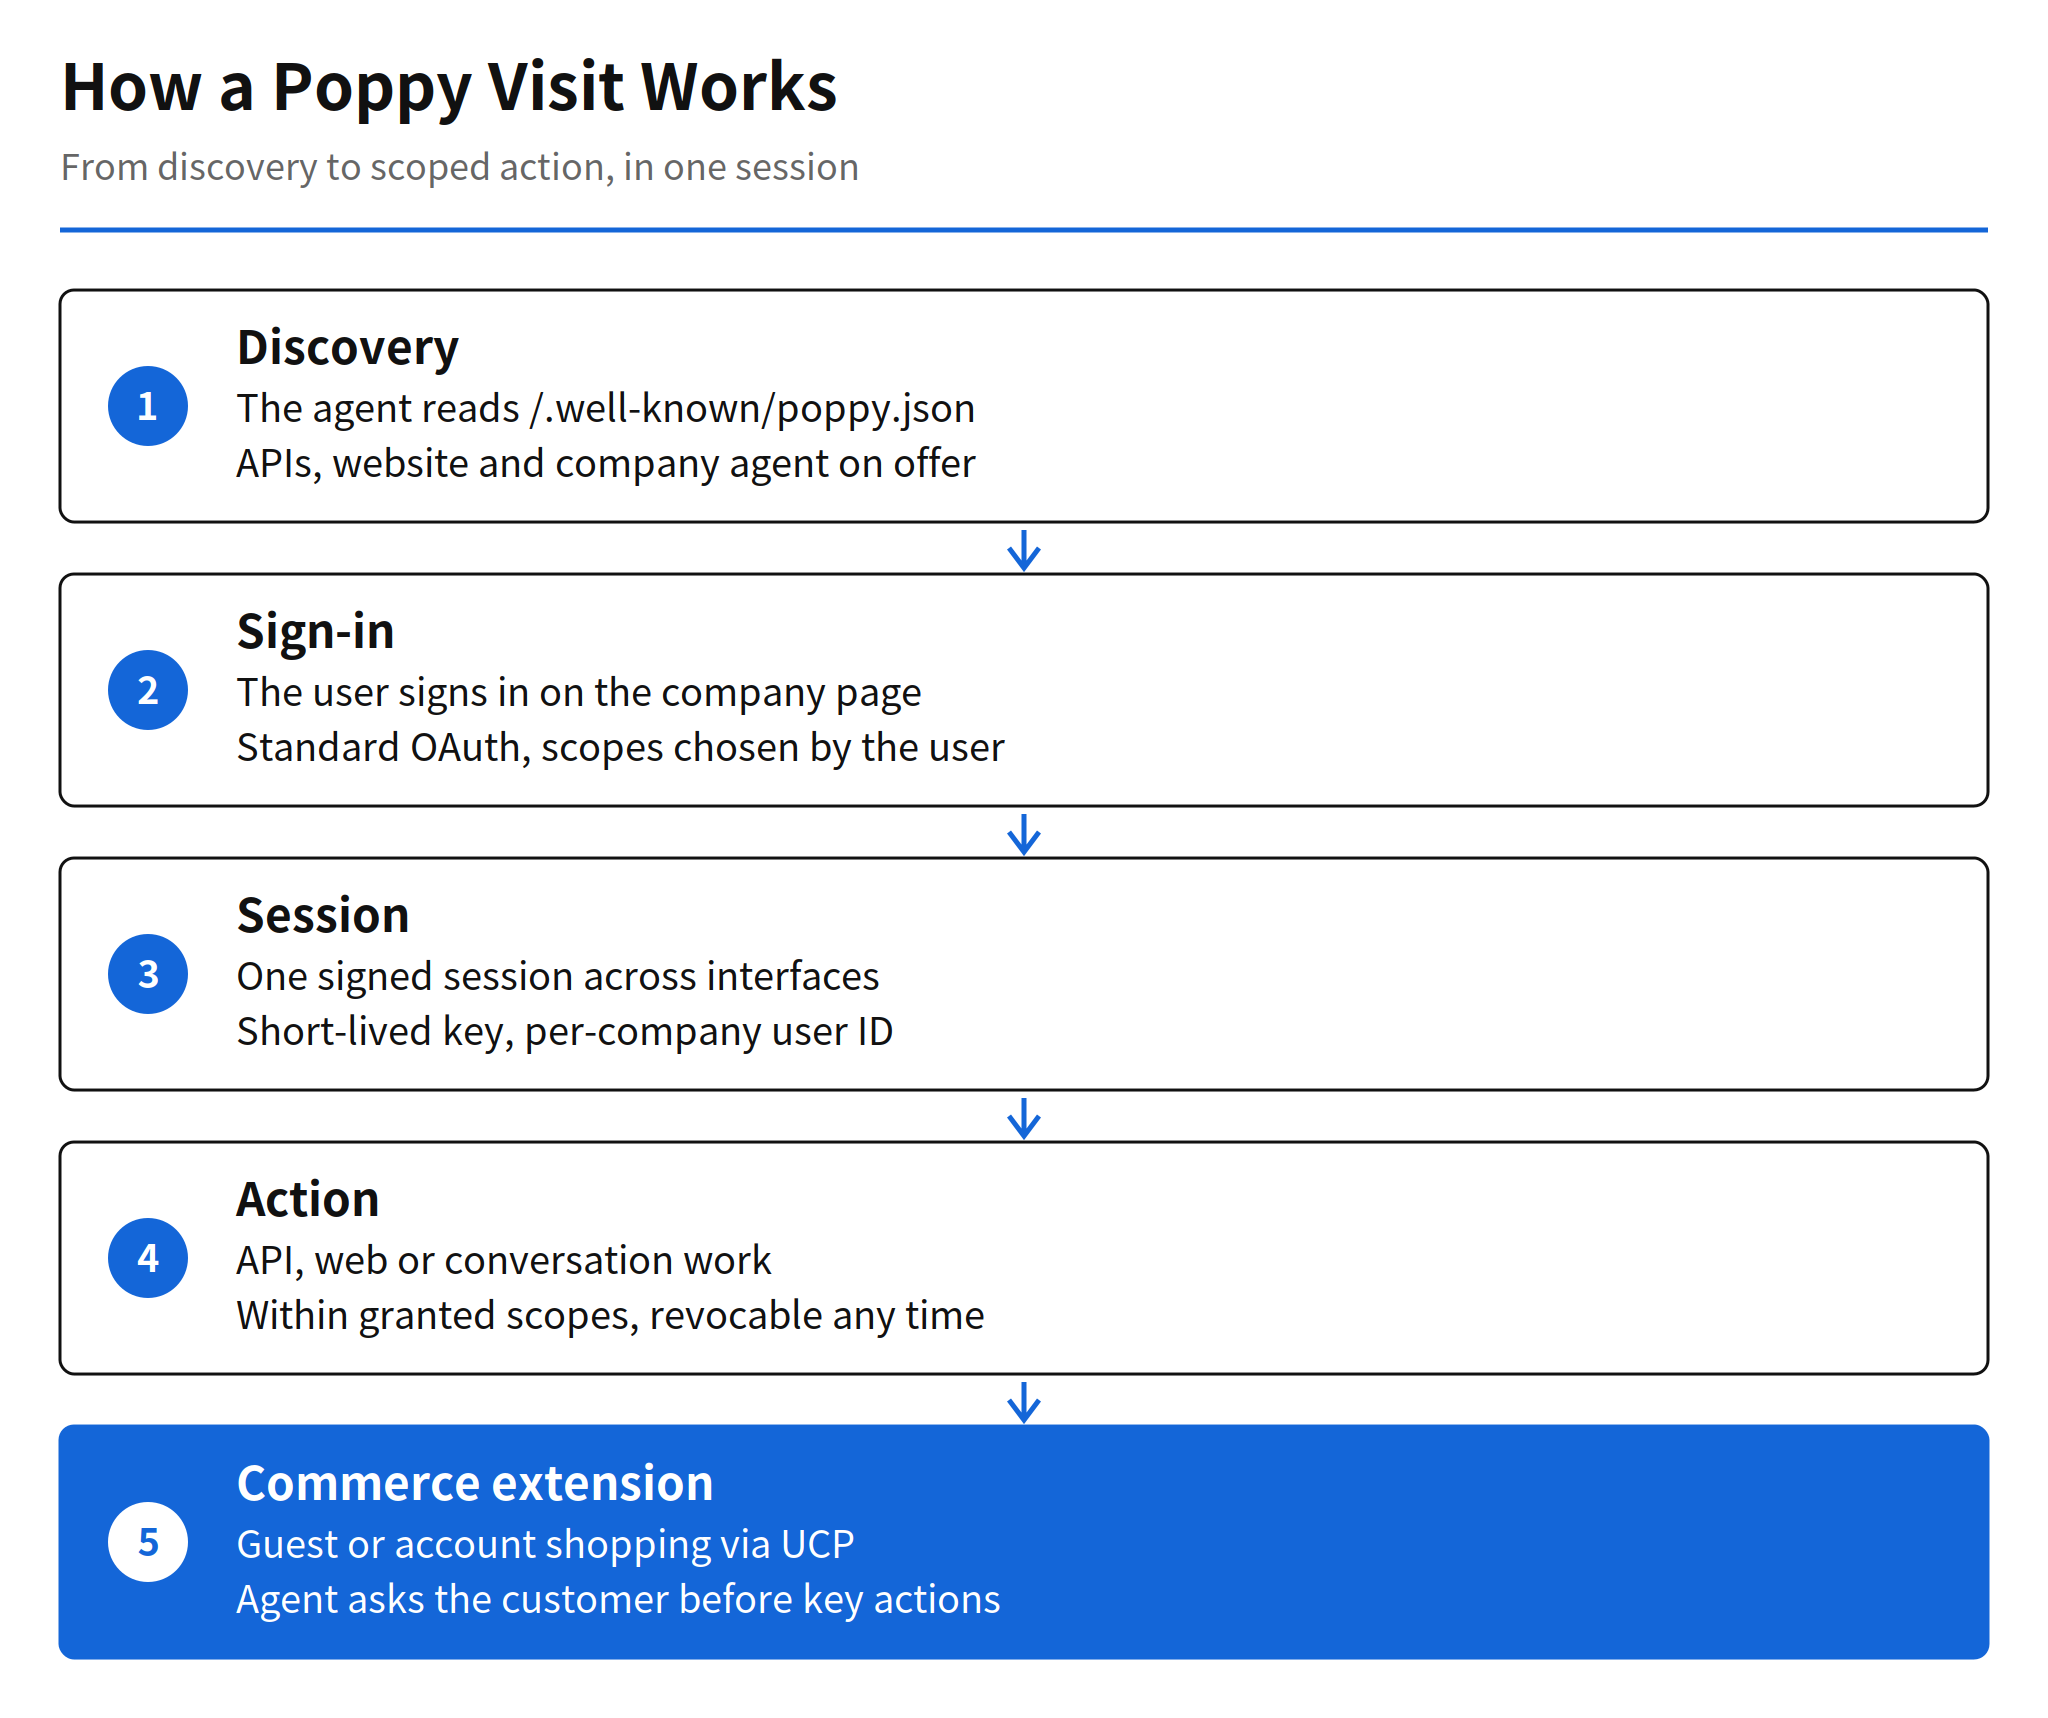 How a Poppy Visit Works
From discovery to scoped action, in one session
1
Discovery
The agent reads /.well-known/poppy.json
APIs, website and company agent on offer
2
Sign-in
The user signs in on the company page
Standard OAuth, scopes chosen by the user
3
Session
One signed session across interfaces
Short-lived key, per-company user ID
4
Action
API, web or conversation work
Within granted scopes, revocable any time
5
Commerce extension
Guest or account shopping via UCP
Agent asks the customer before key actions